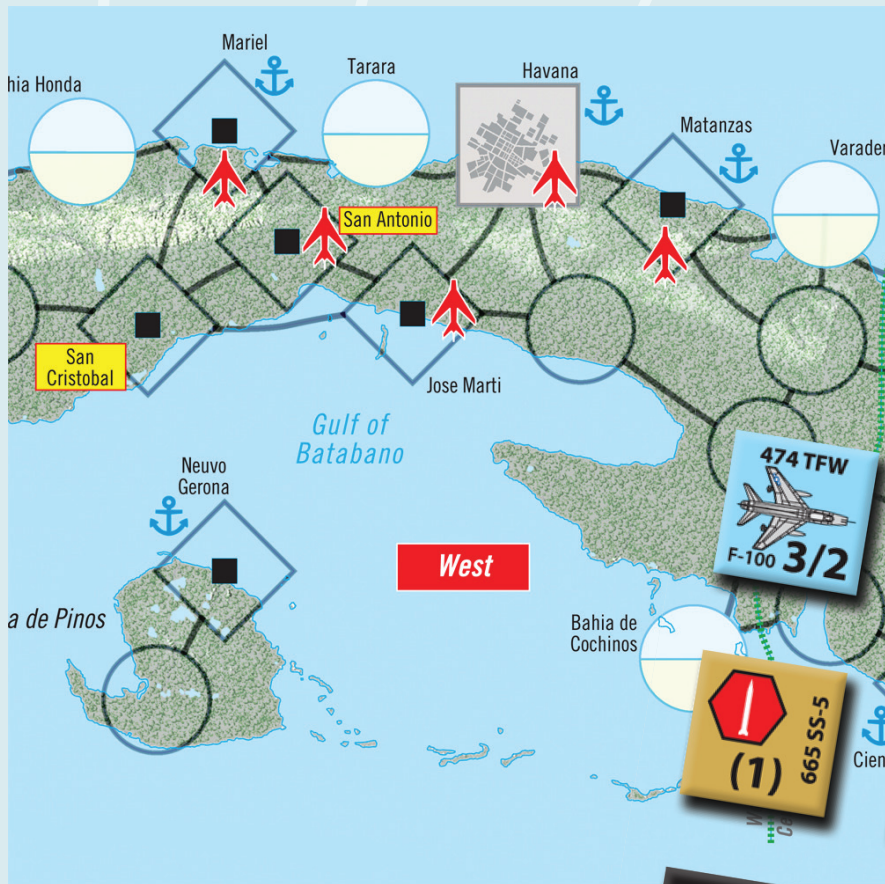 Mariel
hia Honda
Tarara
Havana
Matanzas
Varader
San Antonio
San
Cristobal
Jose Marti
Gulf of
Batabano
Neuvo
Gerona
West
474 TFW
F-100 3/2
a de Pinos
Bahia de
Cochinos
(1)
665 SS-5
Cien
W
Ce